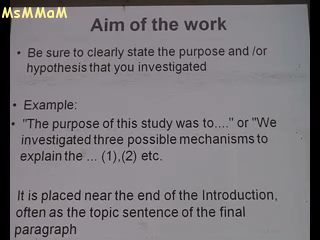 MsMMaM
Aim of the work
• Be sure to clearly state the purpose and /or
hypothesis that you investigated
• Example:
• "The purpose of this study was to...." or "We
investigated three possible mechanisms to
explain the ... (1),(2) etc.
It is placed near the end of the Introduction,
often as the topic sentence of the final
paragraph